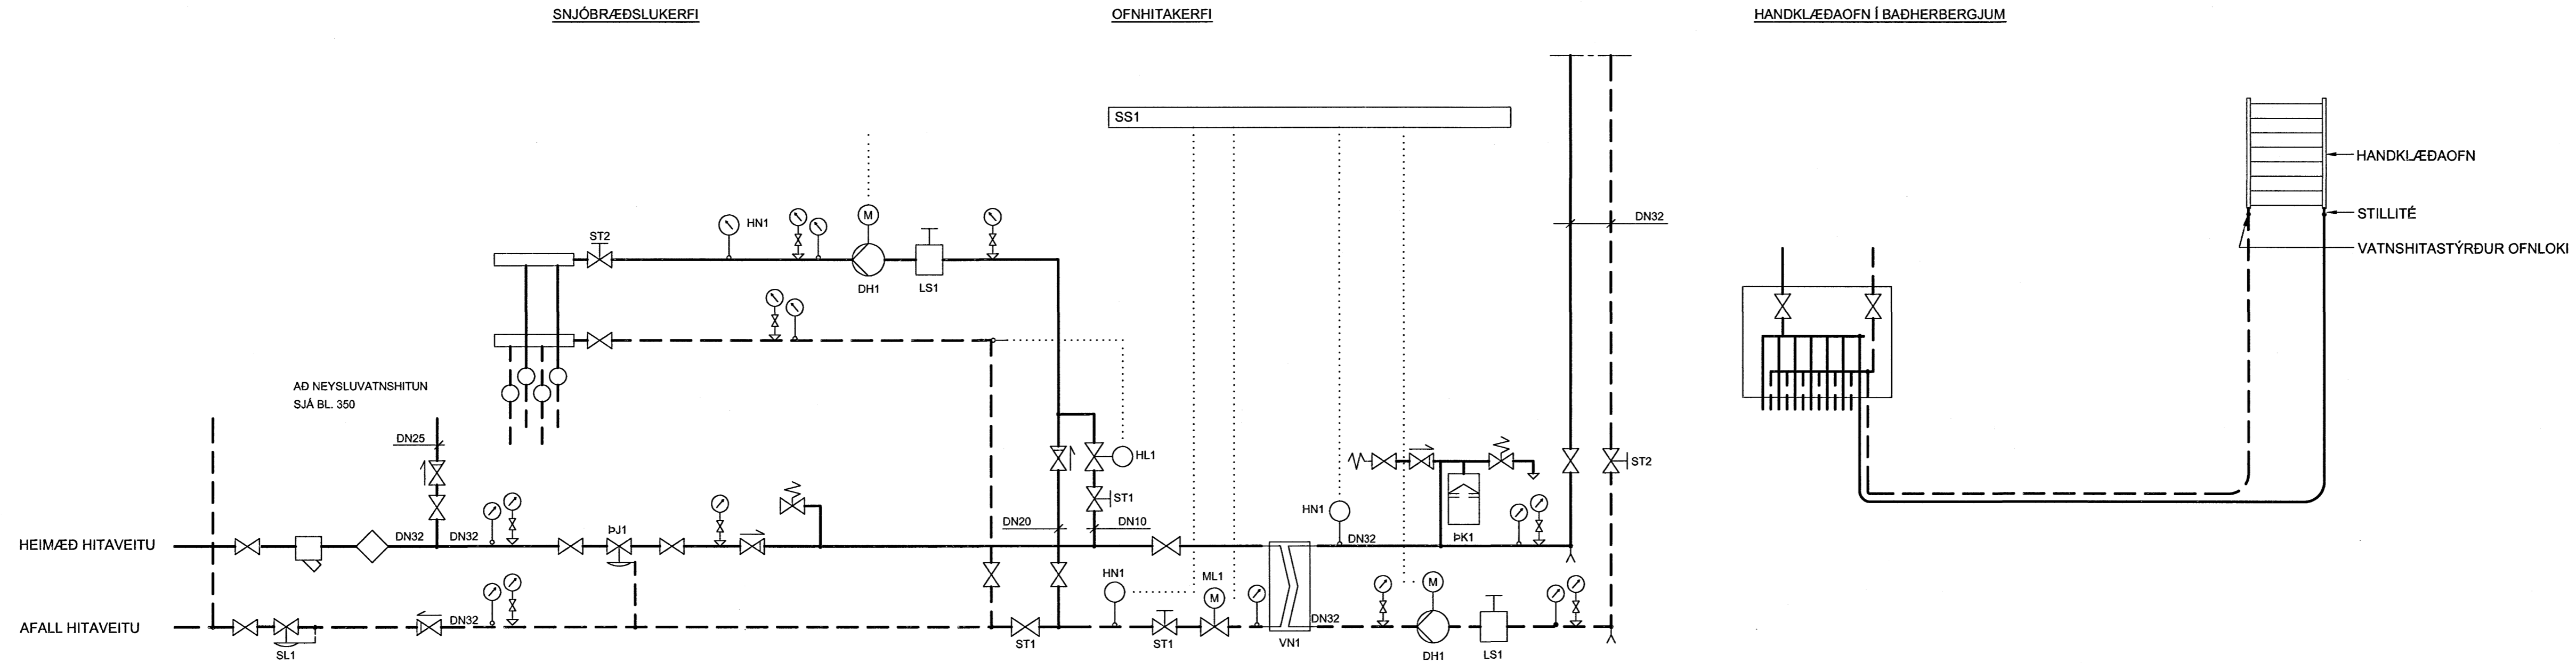 SNJÓBRÆÐSLUKERFI
OFNHITAKERFI
HANDKLÆÐAOFN Í BAÐHERBERGJUM
SS1
HANDKLÆÐAOFN
STILLITÉ
VATNSHITASTÝRÐUR OFNLOKI
DN32
ST2
HN1
M
DH1
LS1
AÐ NEYSLUVATNSHITUN
SJÁ BL. 350
DN25
HL1
ST1
ST2
DN20
DN10
HN1
ÞK1
HEIMÆÐ HITAVEITU
DN32
DN32
ÞJ1
DN32
HN1
ML1
M
M
AFALL HITAVEITU
SL1
DN32
ST1
ST1
VN1
DN32
DH1
LS1